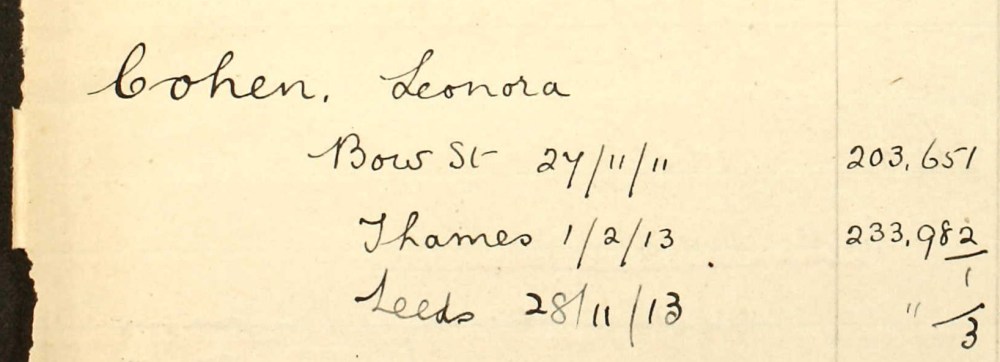 Cohen, Leonora
Bow St 27/11/11 203,651
Thames 1/2/13 233,982/1
Leeds 28/11/13 " /3